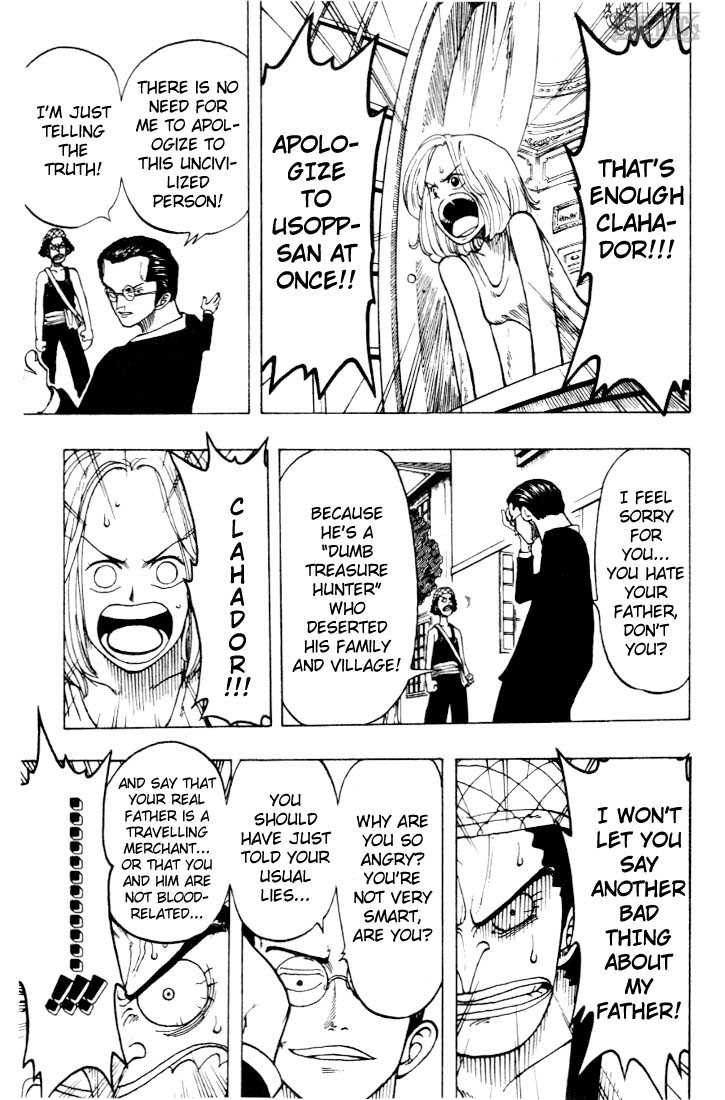 THAT'S
ENOUGH
CLAHA-
DOR!!!
APOLO-
GIZE
TO
USOPP-
SAN AT
ONCE!!
THERE IS NO
NEED FOR
ME TO APOL-
OGIZE TO
THIS UNCIVI-
LIZED
PERSON!
I'M JUST
TELLING
THE
TRUTH!
I FEEL
SORRY
FOR
YOU...
YOU HATE
YOUR
FATHER,
DON'T
YOU?
BECAUSE
HE'S A
"DUMB
TREASURE
HUNTER"
WHO
DESERTED
HIS FAMILY
AND VILLAGE!
CLAHADOR!!!
I WON'T
LET YOU
SAY
ANOTHER
BAD
THING
ABOUT
MY
FATHER!
WHY ARE
YOU SO
ANGRY?
YOU'RE
NOT VERY
SMART,
ARE YOU?
YOU
SHOULD
HAVE JUST
TOLD YOUR
USUAL
LIES...
AND SAY THAT
YOUR REAL
FATHER IS A
TRAVELLING
MERCHANT...
OR THAT YOU
AND HIM ARE
NOT BLOOD-
RELATED...
............!!!